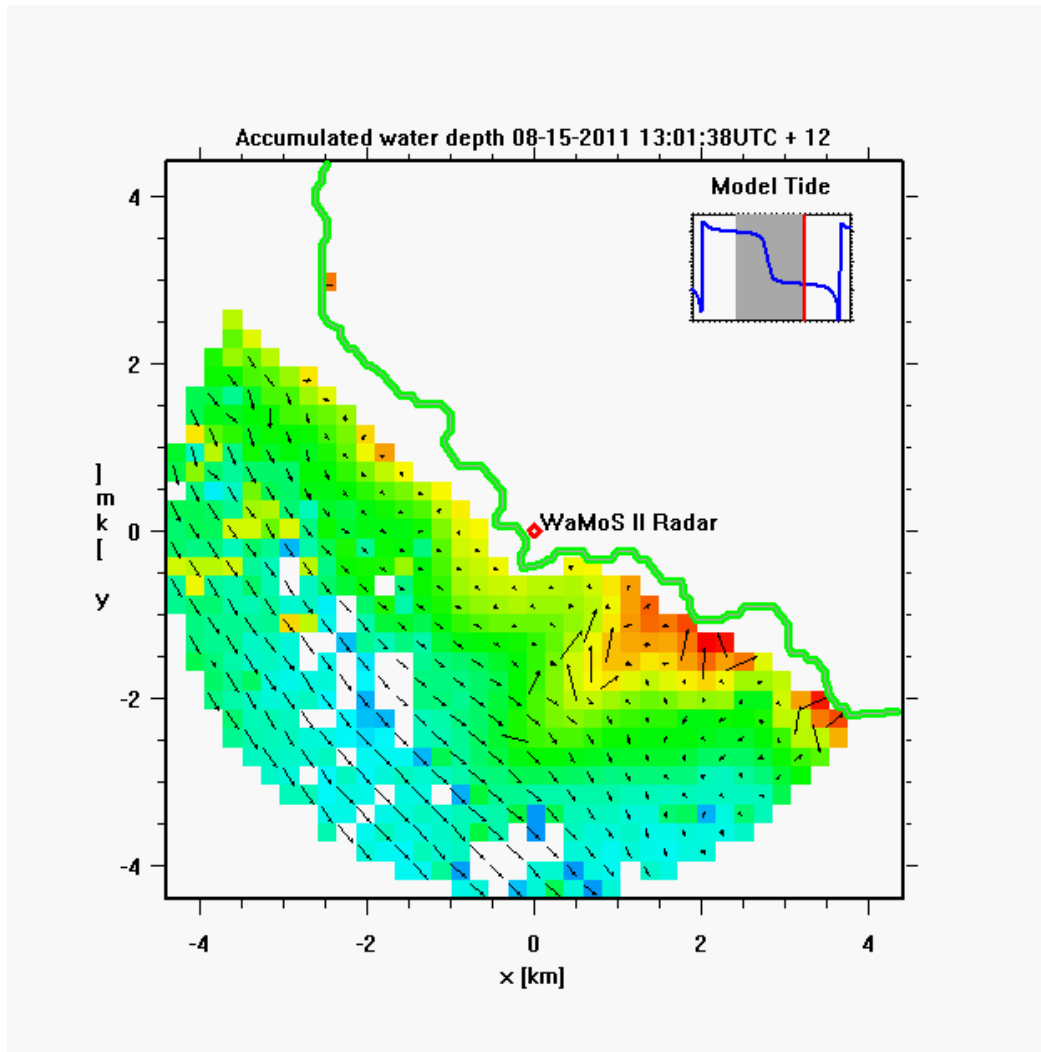 Accumulated water depth 08-15-2011 13:01:38UTC + 12
Model Tide
4
2
0
-2
-4
y [km]
WaMoS II Radar
-4 -2 0 2 4
x [km]